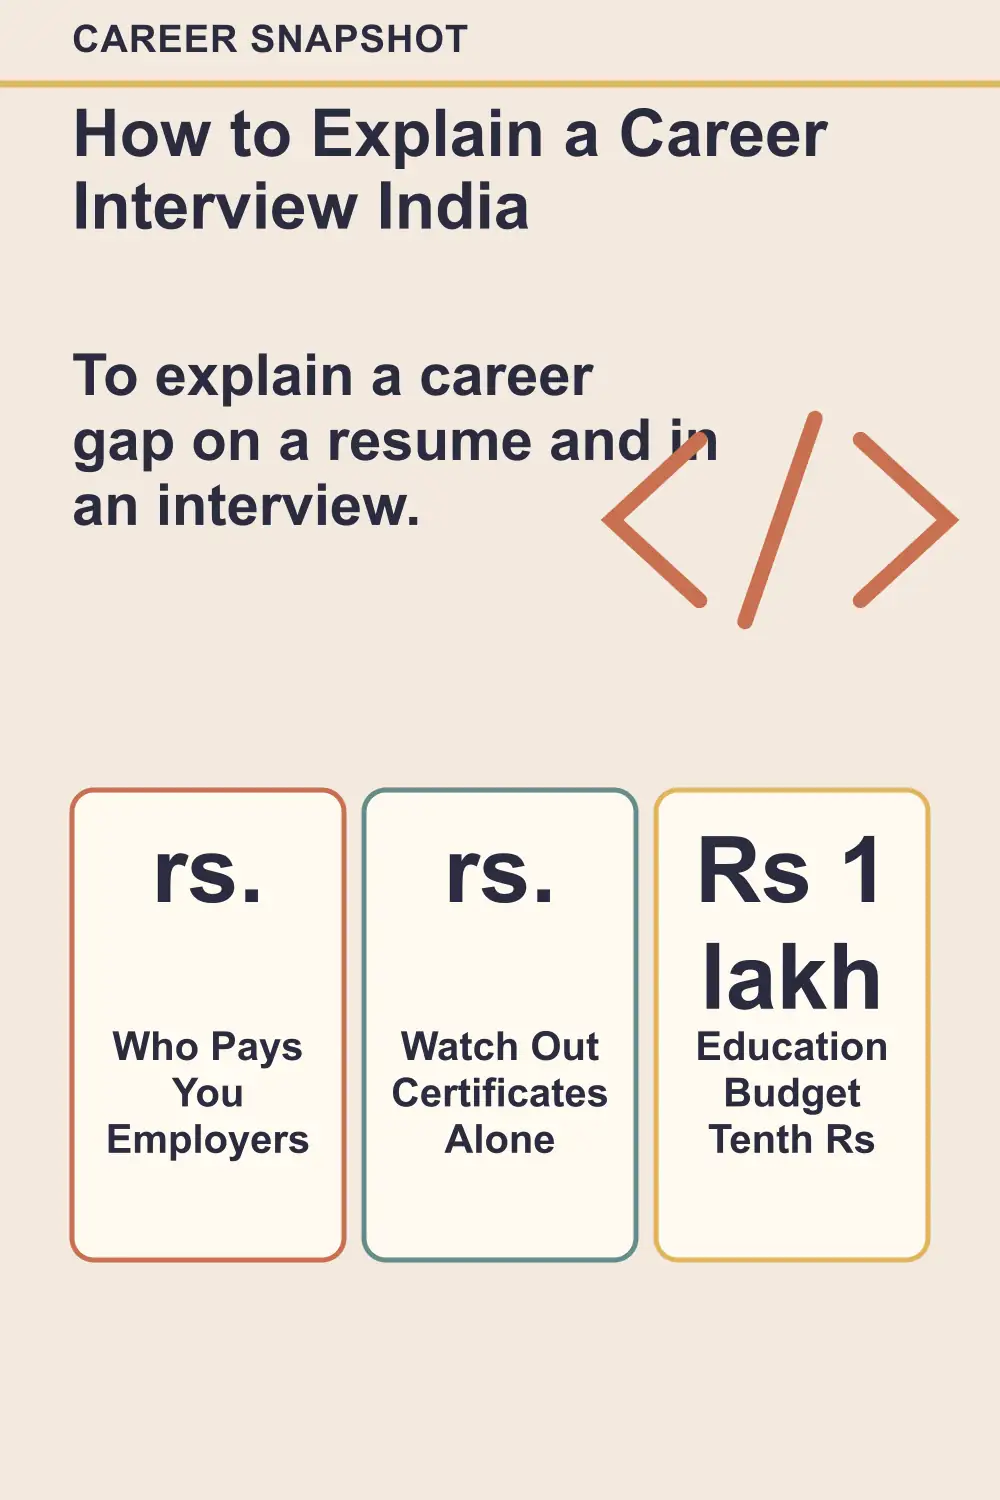 CAREER SNAPSHOT
How to Explain a Career
Interview India
To explain a career
gap on a resume and in
an interview.
</>
rs.
Who Pays
You
Employers
rs.
Watch Out
Certificates
Alone
Rs 1
lakh
Education
Budget
Tenth Rs